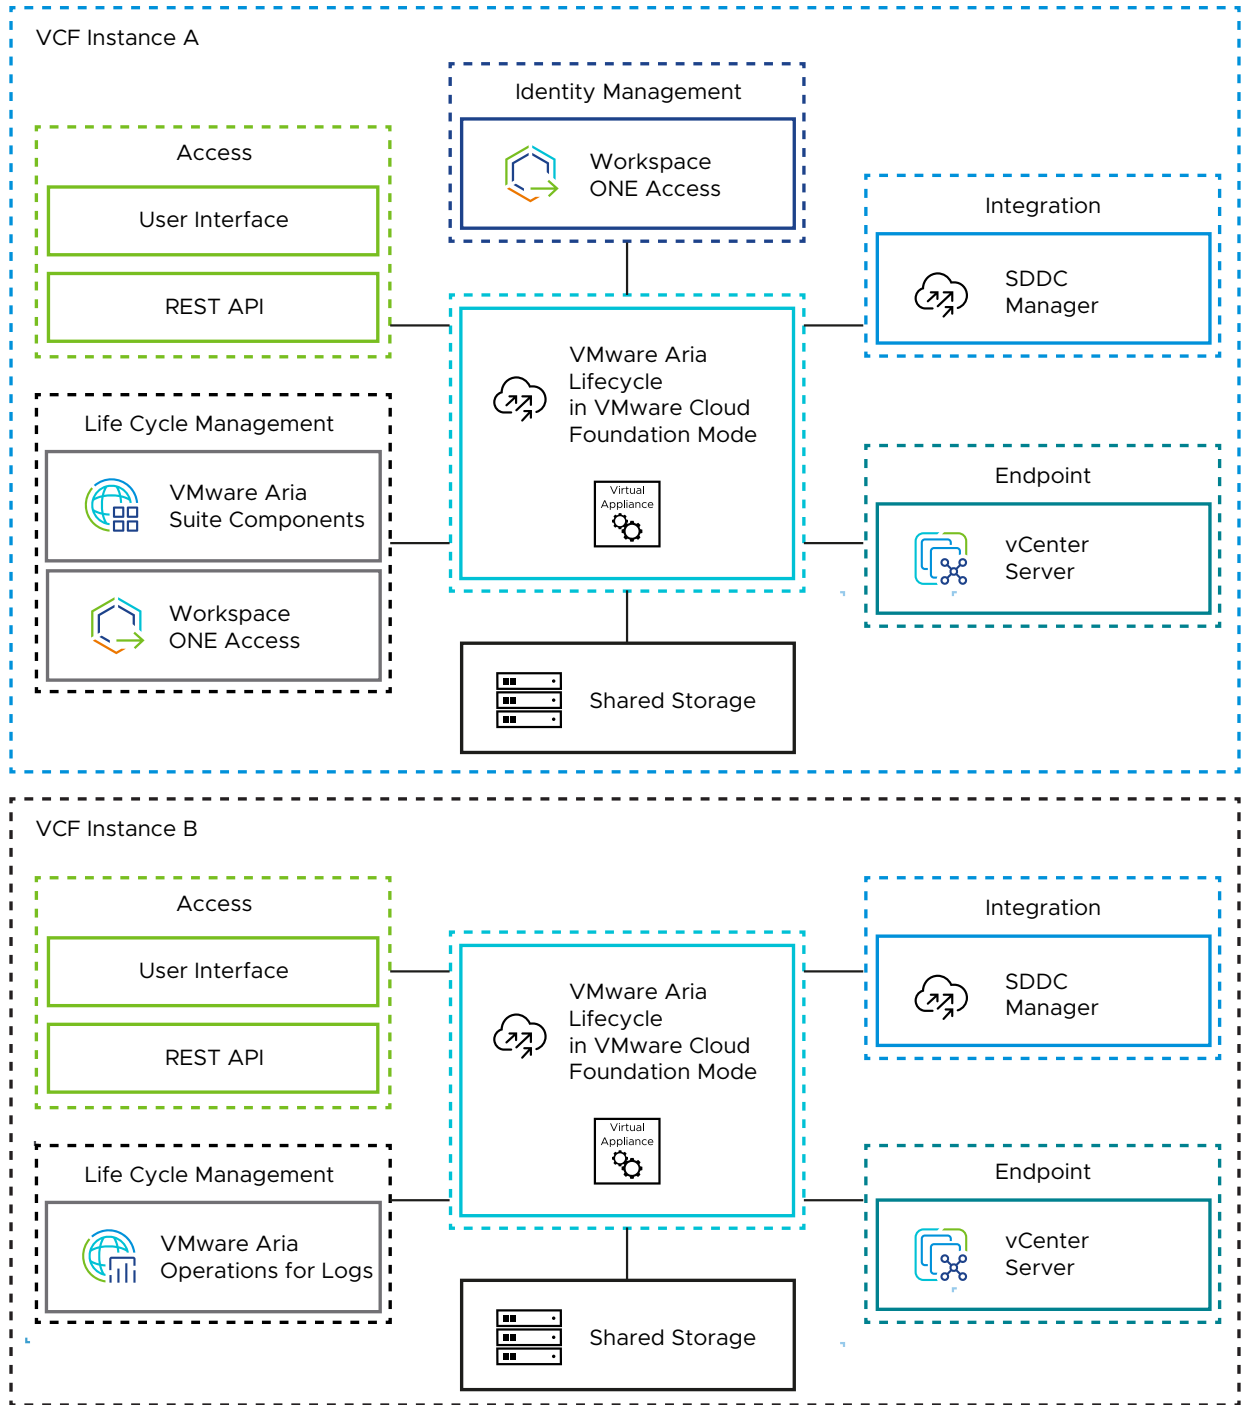 VCF Instance A
Identity Management
Workspace
ONE Access
Access
User Interface
REST API
Integration
SDDC
Manager
VMware Aria
Lifecycle
in VMware Cloud
Foundation Mode
Virtual
Appliance
Life Cycle Management
VMware Aria
Suite Components
Workspace
ONE Access
Endpoint
vCenter
Server
Shared Storage
VCF Instance B
Access
User Interface
REST API
Integration
SDDC
Manager
VMware Aria
Lifecycle
in VMware Cloud
Foundation Mode
Virtual
Appliance
Life Cycle Management
VMware Aria
Operations for Logs
Endpoint
vCenter
Server
Shared Storage